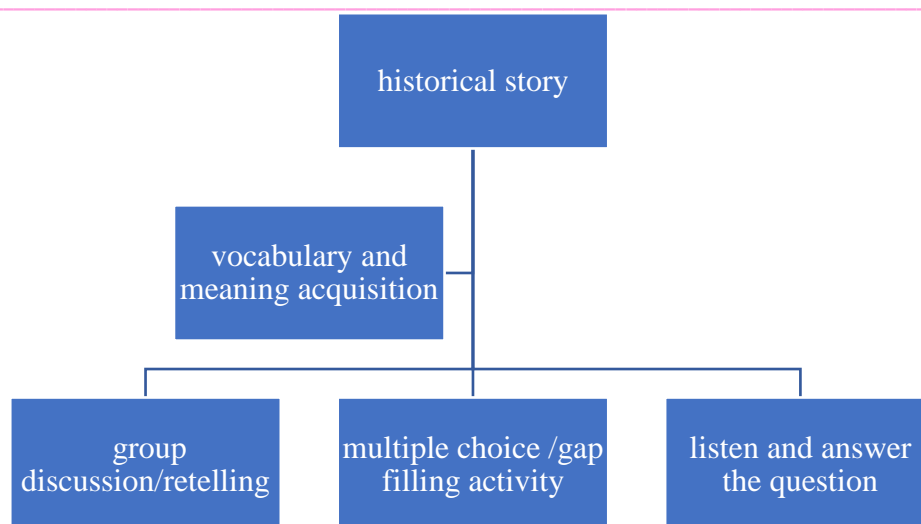 historical story
vocabulary and
meaning acquisition
group
discussion/retelling
multiple choice /gap
filling activity
listen and answer
the question